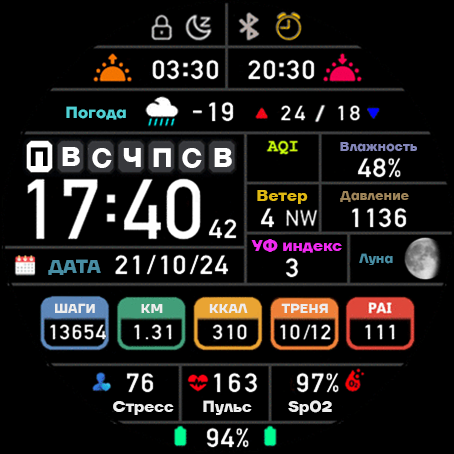 03:30 20:30
Погода -19 24 / 18
П В С Ч П С В
17:40 42
AQI
Влажность
48%
Ветер
4 NW
Давление
1136
ДАТА 21/10/24
УФ индекс
3
Луна
ШАГИ КМ ККАЛ ТРЕНЯ PAI
13654 1.31 310 10/12 111
76 163 97%
Стресс Пульс SpO2
94%